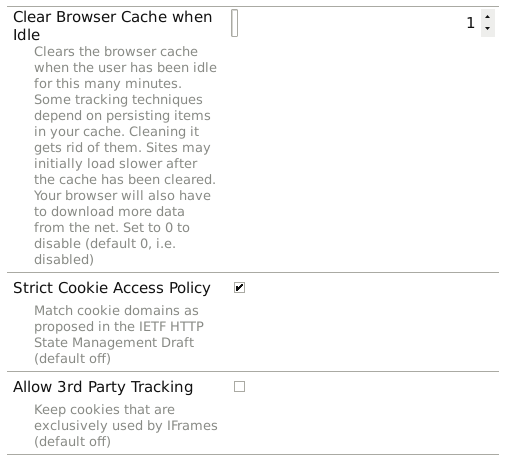 Clear Browser Cache when
Idle
1
Clears the browser cache
when the user has been idle
for this many minutes.
Some tracking techniques
depend on persisting items
in your cache. Cleaning it
gets rid of them. Sites may
initially load slower after
the cache has been cleared.
Your browser will also have
to download more data
from the net. Set to 0 to
disable (default 0, i.e.
disabled)
Strict Cookie Access Policy
Match cookie domains as
proposed in the IETF HTTP
State Management Draft
(default off)
Allow 3rd Party Tracking
Keep cookies that are
exclusively used by IFrames
(default off)